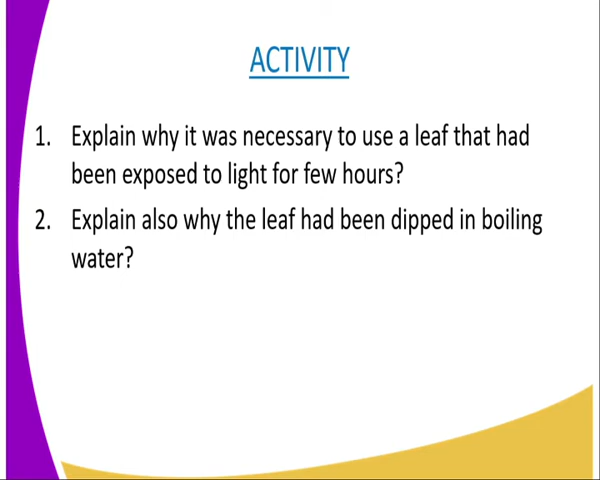 ACTIVITY
1. Explain why it was necessary to use a leaf that had
been exposed to light for few hours?
2. Explain also why the leaf had been dipped in boiling
water?